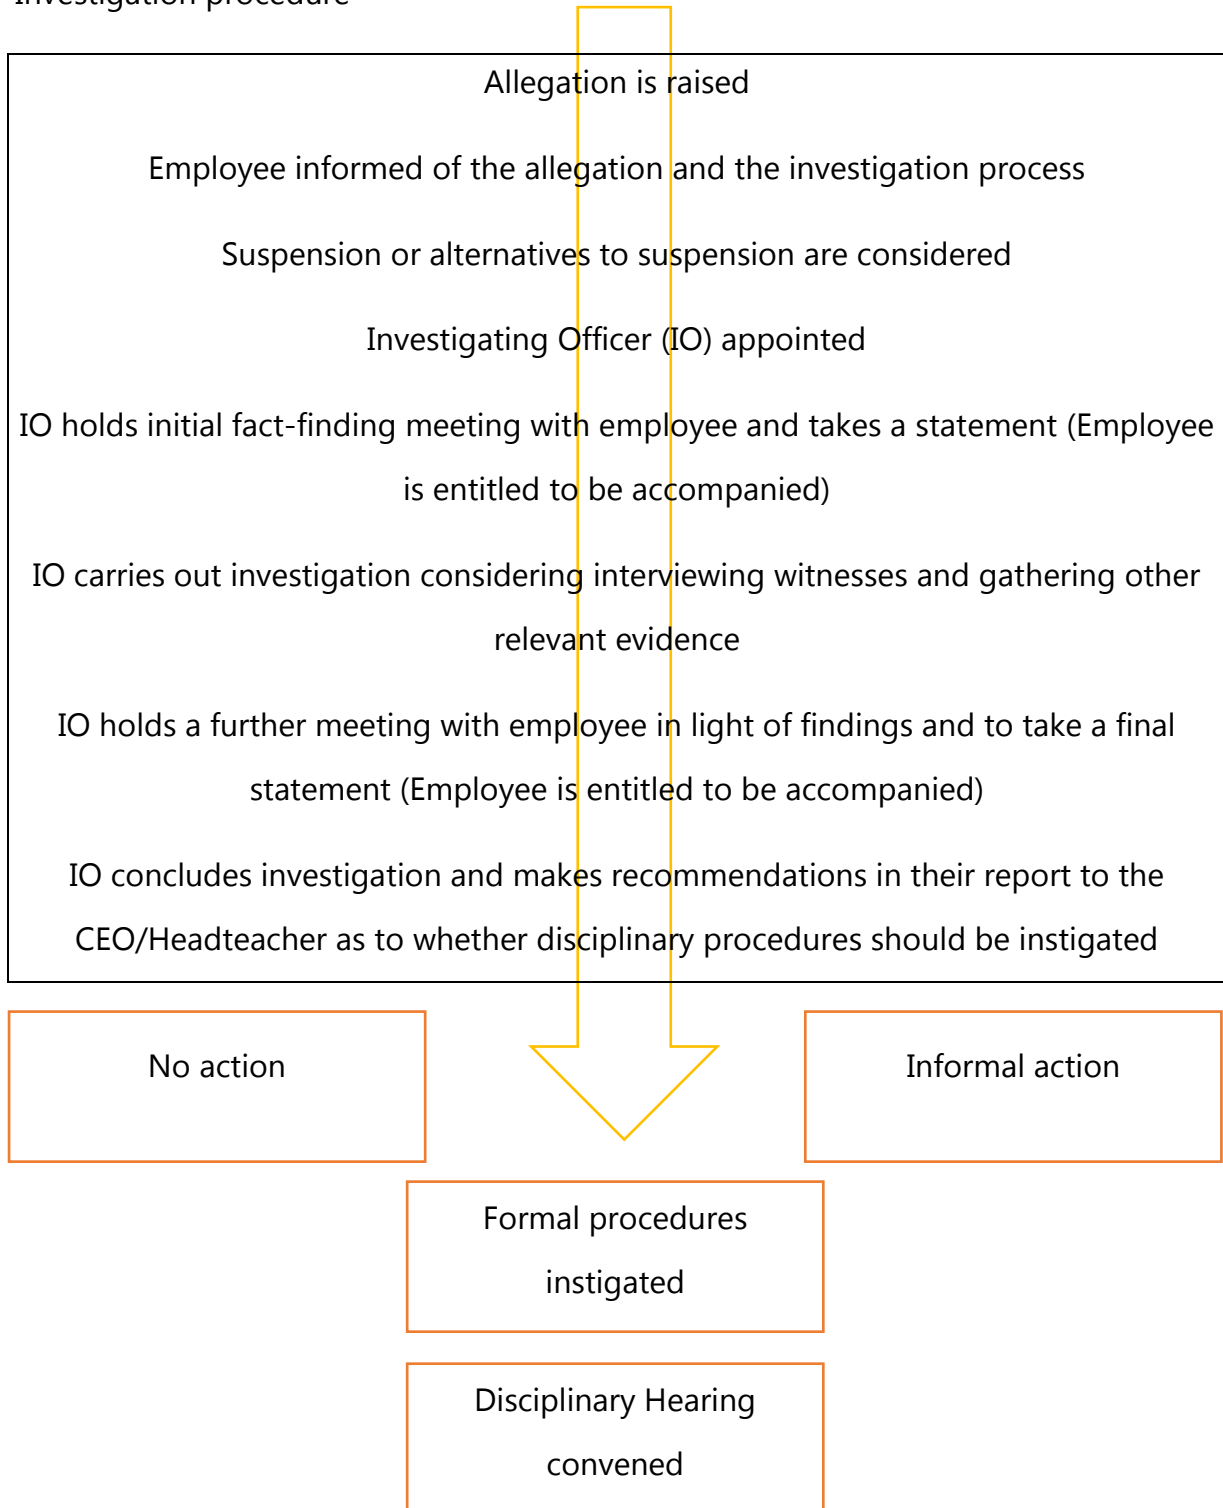 Investigation procedure
Allegation is raised
Employee informed of the allegation and the investigation process
Suspension or alternatives to suspension are considered
Investigating Officer (IO) appointed
IO holds initial fact-finding meeting with employee and takes a statement (Employee
is entitled to be accompanied)
IO carries out investigation considering interviewing witnesses and gathering other
relevant evidence
IO holds a further meeting with employee in light of findings and to take a final
statement (Employee is entitled to be accompanied)
IO concludes investigation and makes recommendations in their report to the
CEO/Headteacher as to whether disciplinary procedures should be instigated
No action
Informal action
Formal procedures
instigated
Disciplinary Hearing
convened